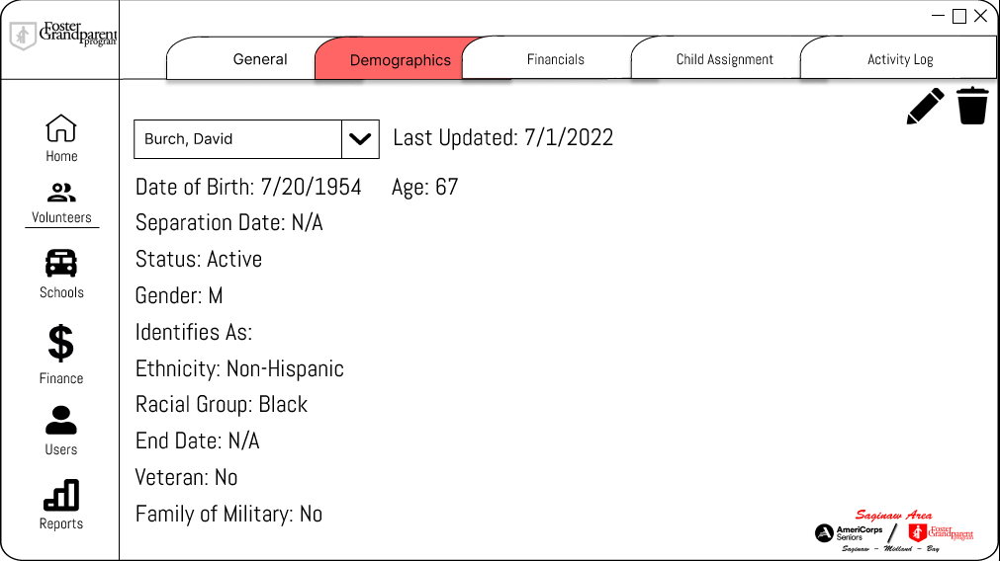 Foster
Grandparent
program
General
Demographics
Financials
Child Assignment
Activity Log
Home
Volunteers
Schools
Finance
Users
Reports
Burch, David
Last Updated: 7/1/2022
Date of Birth: 7/20/1954 Age: 67
Separation Date: N/A
Status: Active
Gender: M
Identifies As:
Ethnicity: Non-Hispanic
Racial Group: Black
End Date: N/A
Veteran: No
Family of Military: No
Saginaw Area
AmeriCorps
Seniors
Foster
Grandparent
program
Saginaw - Midland - Bay